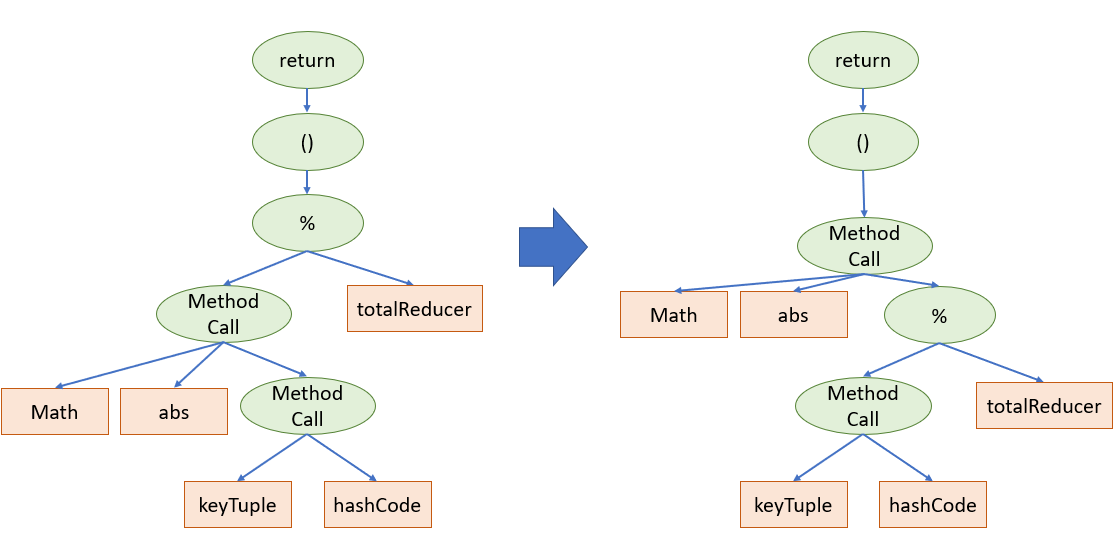 return
()
%
Method
Call
totalReducer
Math
abs
Method
Call
keyTuple
hashCode
return
()
Method
Call
Math
abs
%
Method
Call
totalReducer
keyTuple
hashCode